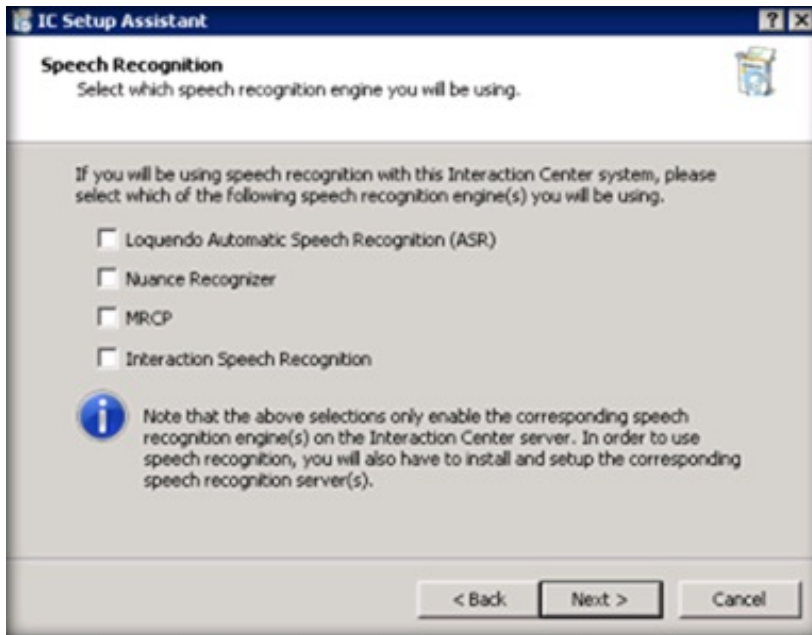 IC Setup Assistant
Speech Recognition
Select which speech recognition engine you will be using.
If you will be using speech recognition with this Interaction Center system, please
select which of the following speech recognition engine(s) you will be using.
Loquendo Automatic Speech Recognition (ASR)
Nuance Recognizer
MRCP
Interaction Speech Recognition
Note that the above selections only enable the corresponding speech
recognition engine(s) on the Interaction Center server. In order to use
speech recognition, you will also have to install and setup the corresponding
speech recognition server(s).
< Back Next > Cancel